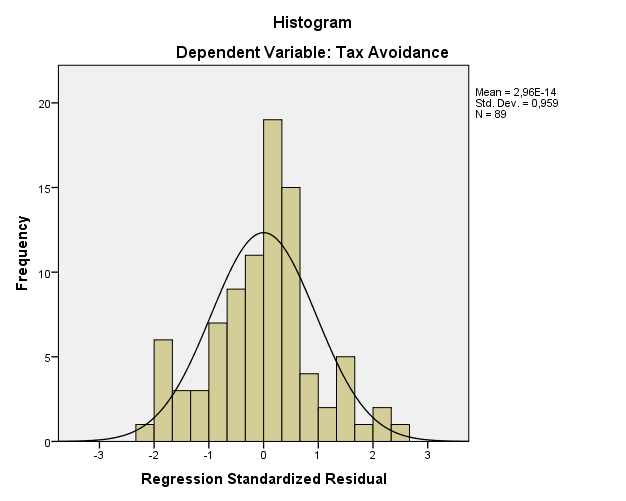 Histogram
Dependent Variable: Tax Avoidance
Mean = 2,96E-14
Std. Dev. = 0,959
N = 89
Frequency
20
15
10
5
0
-3 -2 -1 0 1 2 3
Regression Standardized Residual